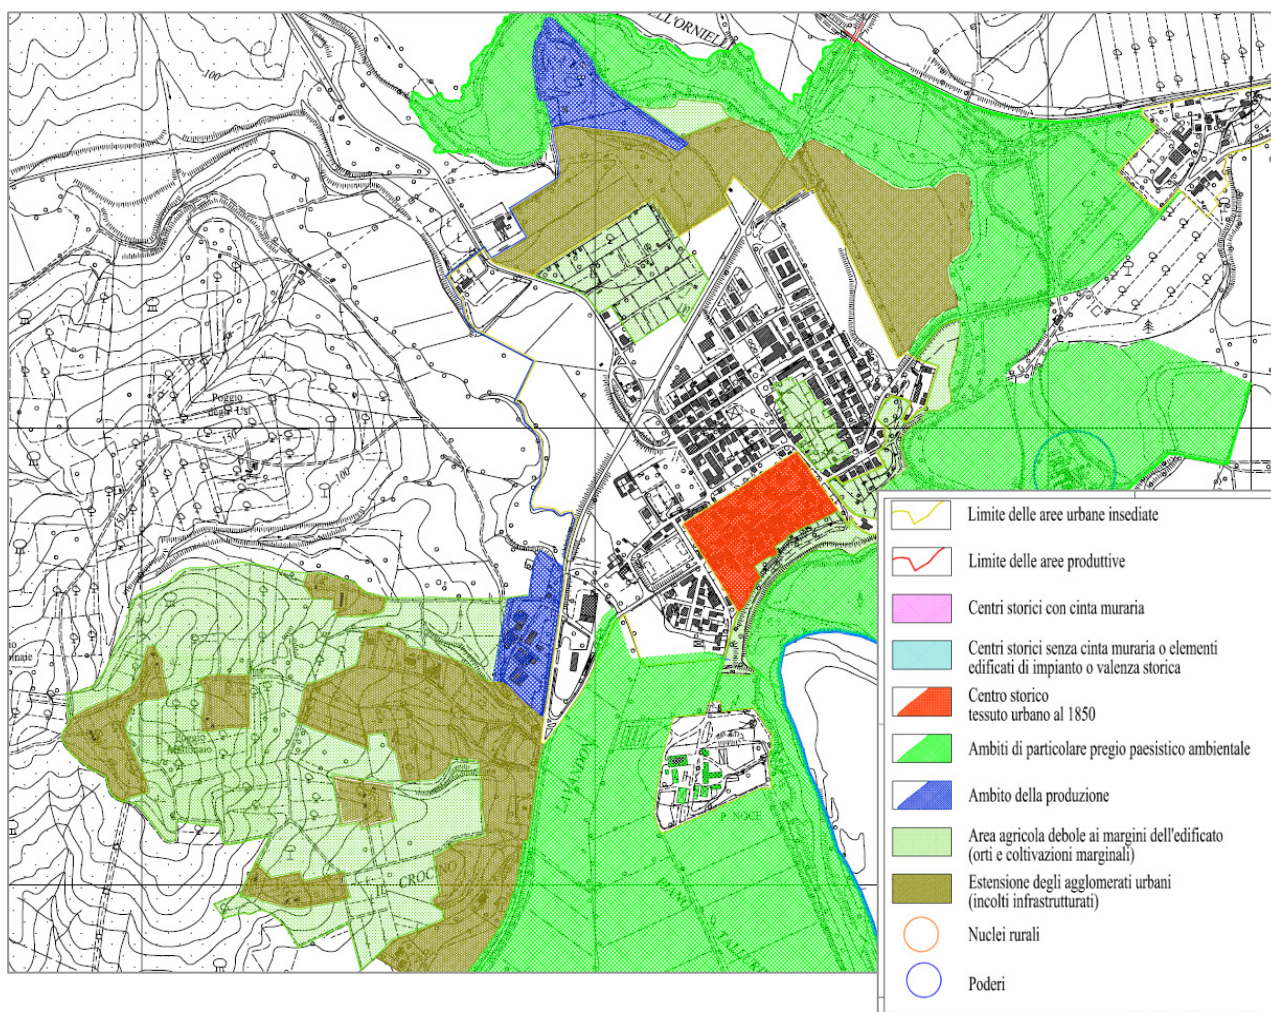 100
ELL'ORNIEL
Poggio
degli Usi
150
100
150
Poggio
IL CROCINO
P. NOCE
Limite delle aree urbane insediate
Limite delle aree produttive
Centri storici con cinta muraria
Centri storici senza cinta muraria o elementi
edificati di impianto o valenza storica
Centro storico
tessuto urbano al 1850
Ambiti di particolare pregio paesistico ambientale
Ambito della produzione
Area agricola debole ai margini dell'edificato
(orti e coltivazioni marginali)
Estensione degli agglomerati urbani
(incolti infrastrutturati)
Nuclei rurali
Poderi